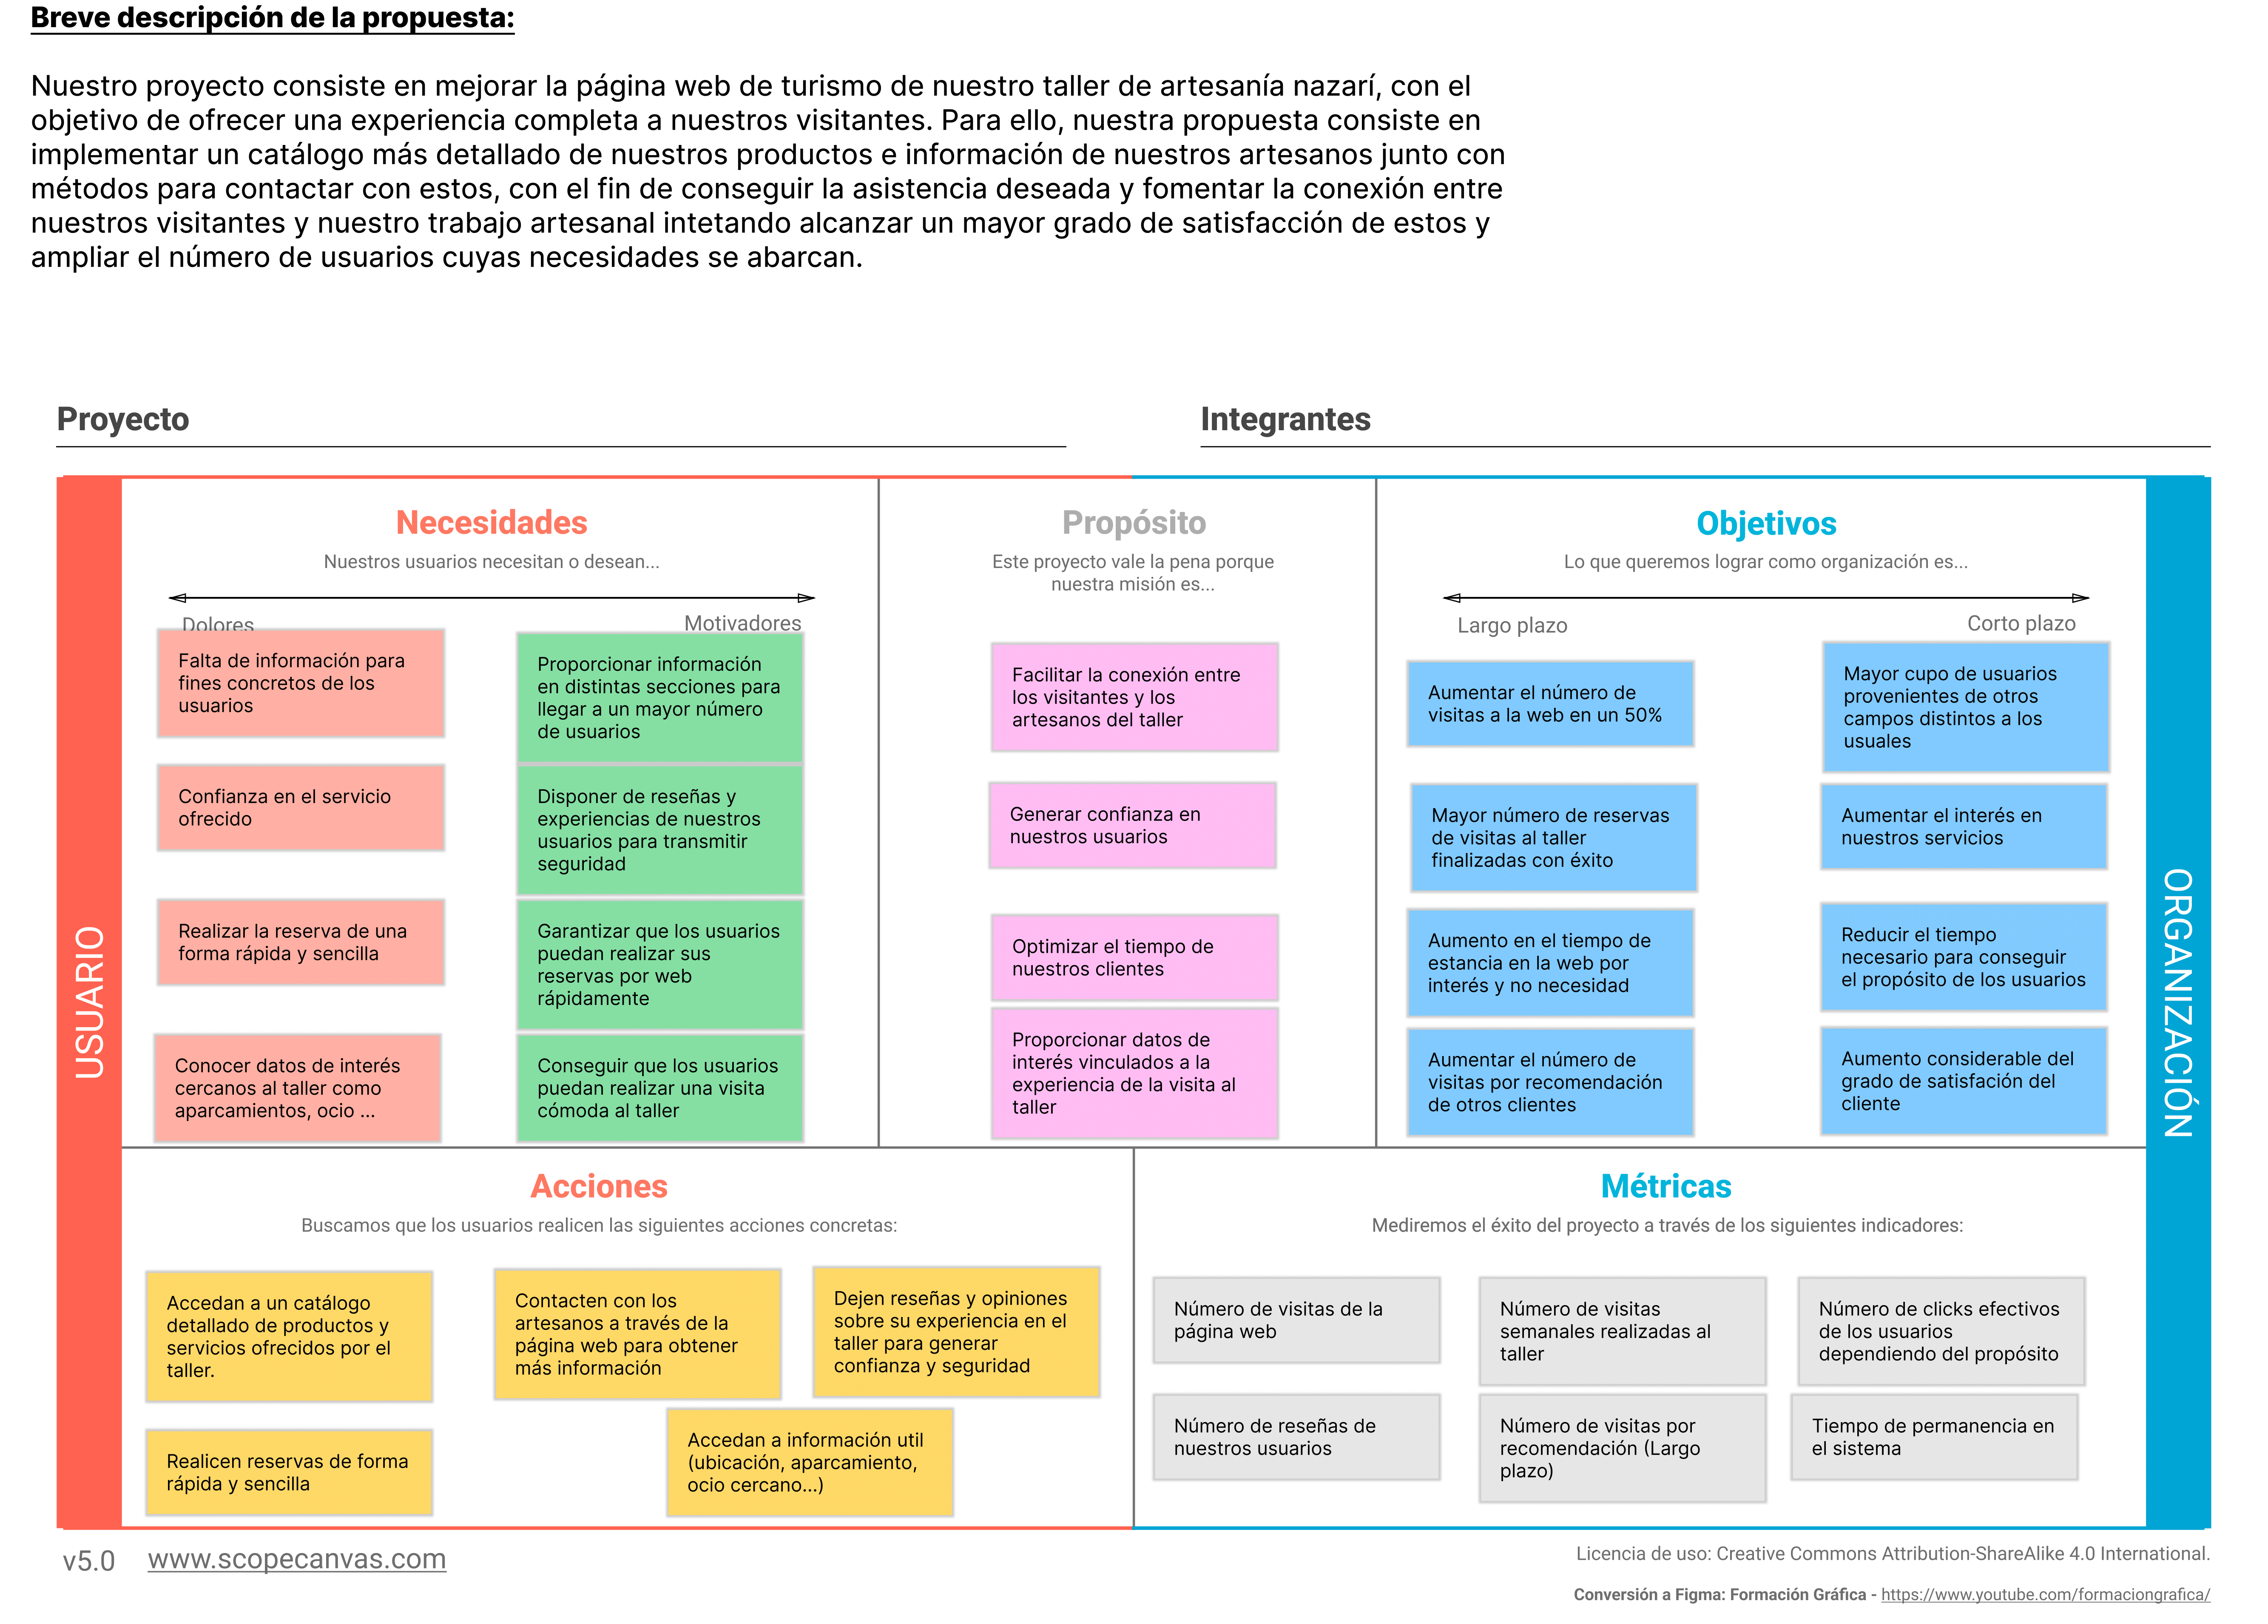 Breve descripción de la propuesta:
Nuestro proyecto consiste en mejorar la página web de turismo de nuestro taller de artesanía nazarí, con el
objetivo de ofrecer una experiencia completa a nuestros visitantes. Para ello, nuestra propuesta consiste en
implementar un catálogo más detallado de nuestros productos e información de nuestros artesanos junto con
métodos para contactar con estos, con el fin de conseguir la asistencia deseada y fomentar la conexión entre
nuestros visitantes y nuestro trabajo artesanal intetando alcanzar un mayor grado de satisfacción de estos y
ampliar el número de usuarios cuyas necesidades se abarcan.
Proyecto
Integrantes
USUARIO
Necesidades
Nuestros usuarios necesitan o desean...
Dolores
Motivadores
Falta de información para
fines concretos de los
usuarios
Confianza en el servicio
ofrecido
Realizar la reserva de una
forma rápida y sencilla
Conocer datos de interés
cercanos al taller como
aparcamientos, ocio ...
Proporcionar información
en distintas secciones para
llegar a un mayor número
de usuarios
Disponer de reseñas y
experiencias de nuestros
usuarios para transmitir
seguridad
Garantizar que los usuarios
puedan realizar sus
reservas por web
rápidamente
Conseguir que los usuarios
puedan realizar una visita
cómoda al taller
Propósito
Este proyecto vale la pena porque
nuestra misión es...
Facilitar la conexión entre
los visitantes y los
artesanos del taller
Generar confianza en
nuestros usuarios
Optimizar el tiempo de
nuestros clientes
Proporcionar datos de
interés vinculados a la
experiencia de la visita al
taller
Objetivos
Lo que queremos lograr como organización es...
Largo plazo
Corto plazo
Aumentar el número de
visitas a la web en un 50%
Mayor número de reservas
de visitas al taller
finalizadas con éxito
Aumento en el tiempo de
estancia en la web por
interés y no necesidad
Aumentar el número de
visitas por recomendación
de otros clientes
Mayor cupo de usuarios
provenientes de otros
campos distintos a los
usuales
Aumentar el interés en
nuestros servicios
Reducir el tiempo
necesario para conseguir
el propósito de los usuarios
Aumento considerable del
grado de satisfacción del
cliente
ORGANIZACIÓN
Acciones
Buscamos que los usuarios realicen las siguientes acciones concretas:
Accedan a un catálogo
detallado de productos y
servicios ofrecidos por el
taller.
Contacten con los
artesanos a través de la
página web para obtener
más información
Dejen reseñas y opiniones
sobre su experiencia en el
taller para generar
confianza y seguridad
Realicen reservas de forma
rápida y sencilla
Accedan a información util
(ubicación, aparcamiento,
ocio cercano...)
Métricas
Mediremos el éxito del proyecto a través de los siguientes indicadores:
Número de visitas de la
página web
Número de visitas
semanales realizadas al
taller
Número de clicks efectivos
de los usuarios
dependiendo del propósito
Número de reseñas de
nuestros usuarios
Número de visitas por
recomendación (Largo
plazo)
Tiempo de permanencia en
el sistema
v5.0 www.scopecanvas.com
Licencia de uso: Creative Commons Attribution-ShareAlike 4.0 International.
Conversión a Figma: Formación Gráfica - https://www.youtube.com/formaciongrafica/